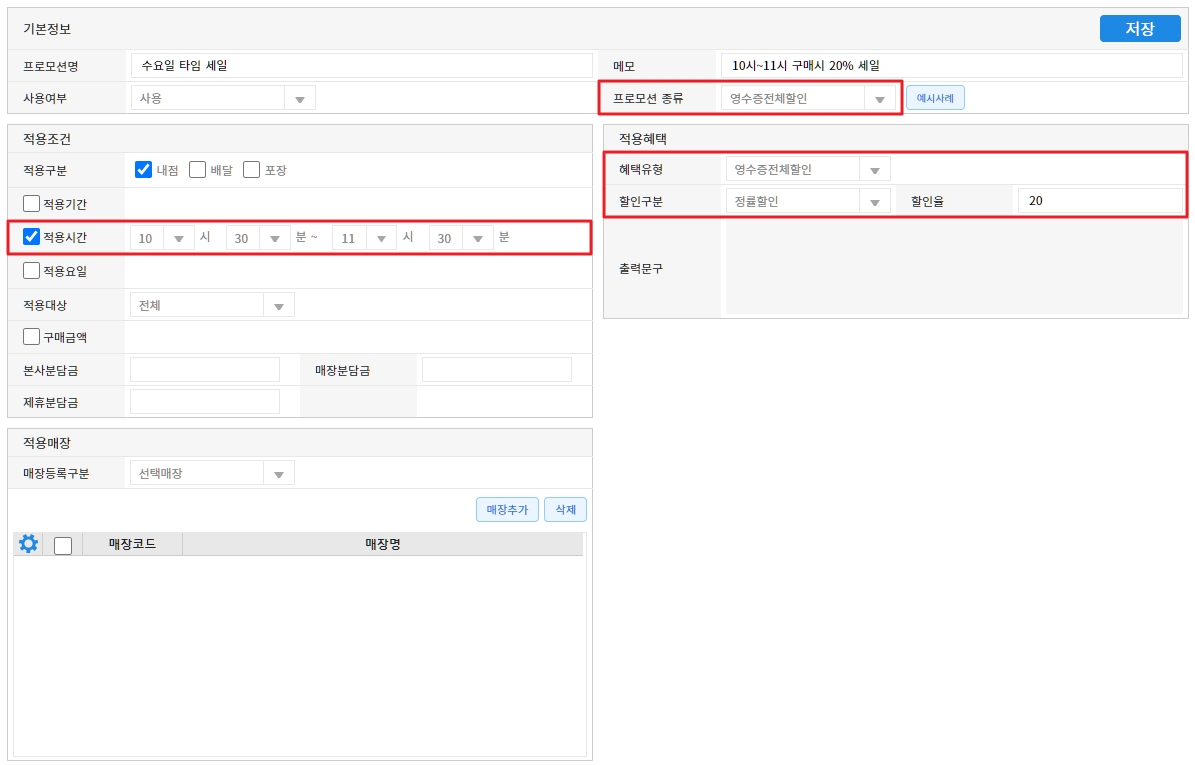 기본정보
저장
프로모션명 수요일 타임 세일 메모 10시~11시 구매시 20% 세일
사용여부 사용 프로모션 종류 영수증전체할인 예시사례
적용조건
적용구분 내점 배달 포장
적용기간
적용시간 10 시 30 분 ~ 11 시 30 분
적용요일
적용대상 전체
구매금액
본사분담금 매장분담금
제휴분담금
적용혜택
혜택유형 영수증전체할인
할인구분 정률할인 할인율 20
출력문구
적용매장
매장등록구분 선택매장
매장추가 삭제
매장코드 매장명